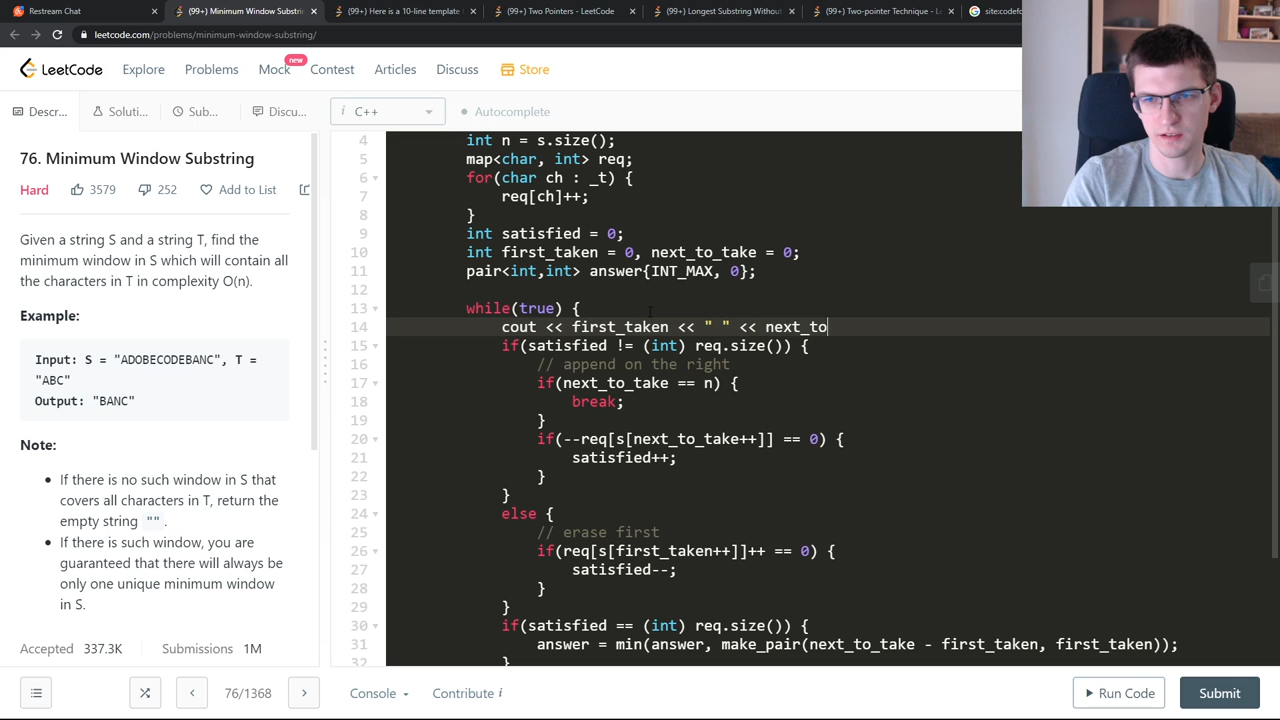 Restream Chat
(99+) Minimum Window Substrin
(99+) Here is a 10-line template
(99+) Two Pointers - LeetCode
(99+) Longest Substring Without
(99+) Two-pointer Technique - L
site:codefo
leetcode.com/problems/minimum-window-substring/
LeetCode
Explore
Problems
Mock
new
Contest
Articles
Discuss
Store
Descr...
Soluti...
Sub...
Discu...
i C++
Autocomplete
76. Minimum Window Substring
Hard
3579
252
Add to List
Given a string S and a string T, find the
minimum window in S which will contain all
the characters in T in complexity O(n).
Example:
Input: S = "ADOBECODEBANC", T =
"ABC"
Output: "BANC"
Note:
If there is no such window in S that
covers all characters in T, return the
empty string "".
If there is such window, you are
guaranteed that there will always be
only one unique minimum window
in S.
Accepted 337.3K
Submissions 1M
4 int n = s.size();
5 map<char, int> req;
6 for(char ch : _t) {
7 req[ch]++;
8 }
9 int satisfied = 0;
10 int first_taken = 0, next_to_take = 0;
11 pair<int,int> answer{INT_MAX, 0};
12
13 while(true) {
14 cout << first_taken << " " << next_to
15 if(satisfied != (int) req.size()) {
16 // append on the right
17 if(next_to_take == n) {
18 break;
19 }
20 if(--req[s[next_to_take++]] == 0) {
21 satisfied++;
22 }
23 }
24 else {
25 // erase first
26 if(req[s[first_taken++]]++ == 0) {
27 satisfied--;
28 }
29 }
30 if(satisfied == (int) req.size()) {
31 answer = min(answer, make_pair(next_to_take - first_taken, first_taken));
32 }
76/1368
Console
Contribute i
Run Code
Submit